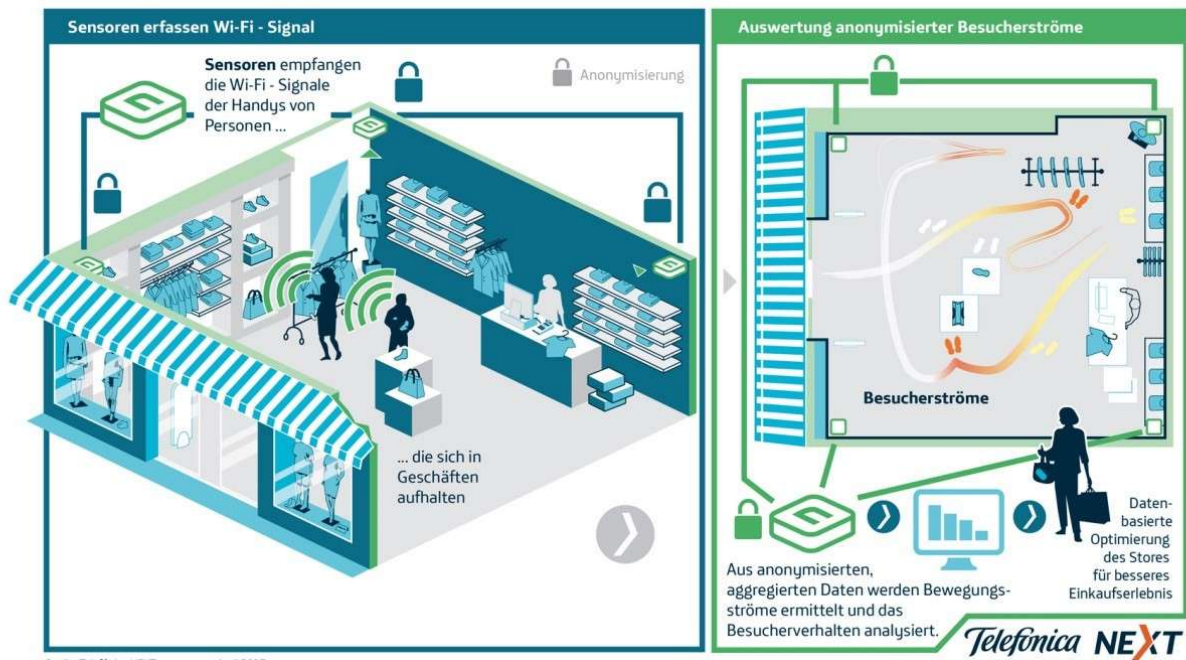 Sensoren erfassen Wi-Fi - Signal
Sensoren empfangen
die Wi-Fi - Signale
der Handys von
Personen ...
Anonymisierung
... die sich in
Geschäften
aufhalten
Auswertung anonymisierter Besucherströme
Besucherströme
Aus anonymisierten,
aggregierten Daten werden Bewegungs-
ströme ermittelt und das
Besucherverhalten analysiert.
Daten-
basierte
Optimierung
des Stores
für besseres
Einkaufserlebnis
Telefónica NEXT